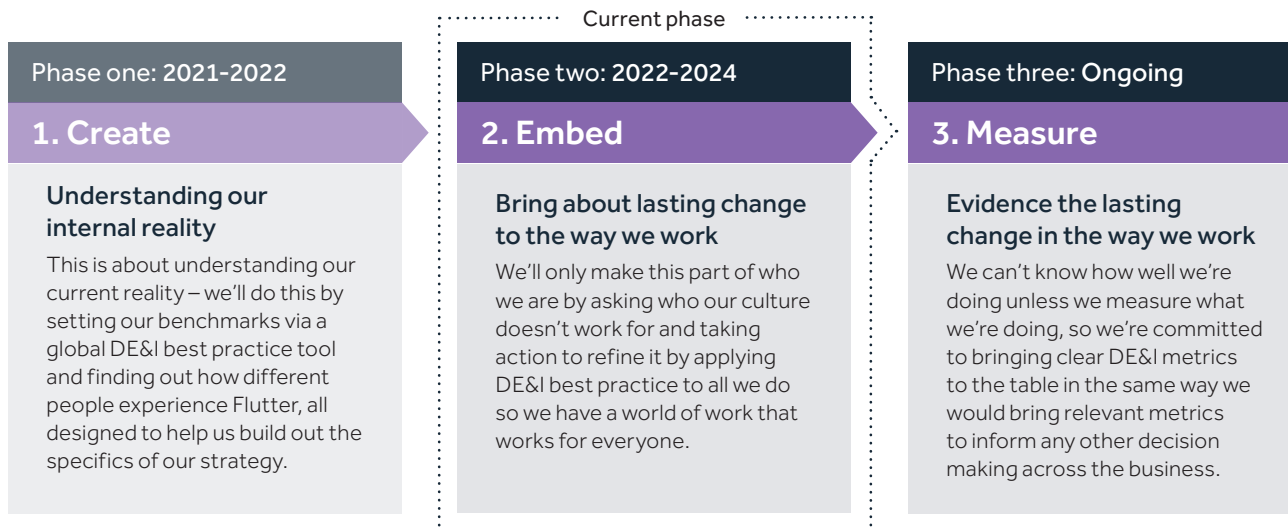 Current phase
Phase one: 2021-2022
1. Create
Understanding our
internal reality
This is about understanding our
current reality – we’ll do this by
setting our benchmarks via a
global DE&I best practice tool
and finding out how different
people experience Flutter, all
designed to help us build out the
specifics of our strategy.
Phase two: 2022-2024
2. Embed
Bring about lasting change
to the way we work
We’ll only make this part of who
we are by asking who our culture
doesn’t work for and taking
action to refine it by applying
DE&I best practice to all we do
so we have a world of work that
works for everyone.
Phase three: Ongoing
3. Measure
Evidence the lasting
change in the way we work
We can’t know how well we’re
doing unless we measure what
we’re doing, so we’re committed
to bringing clear DE&I metrics
to the table in the same way we
would bring relevant metrics
to inform any other decision
making across the business.